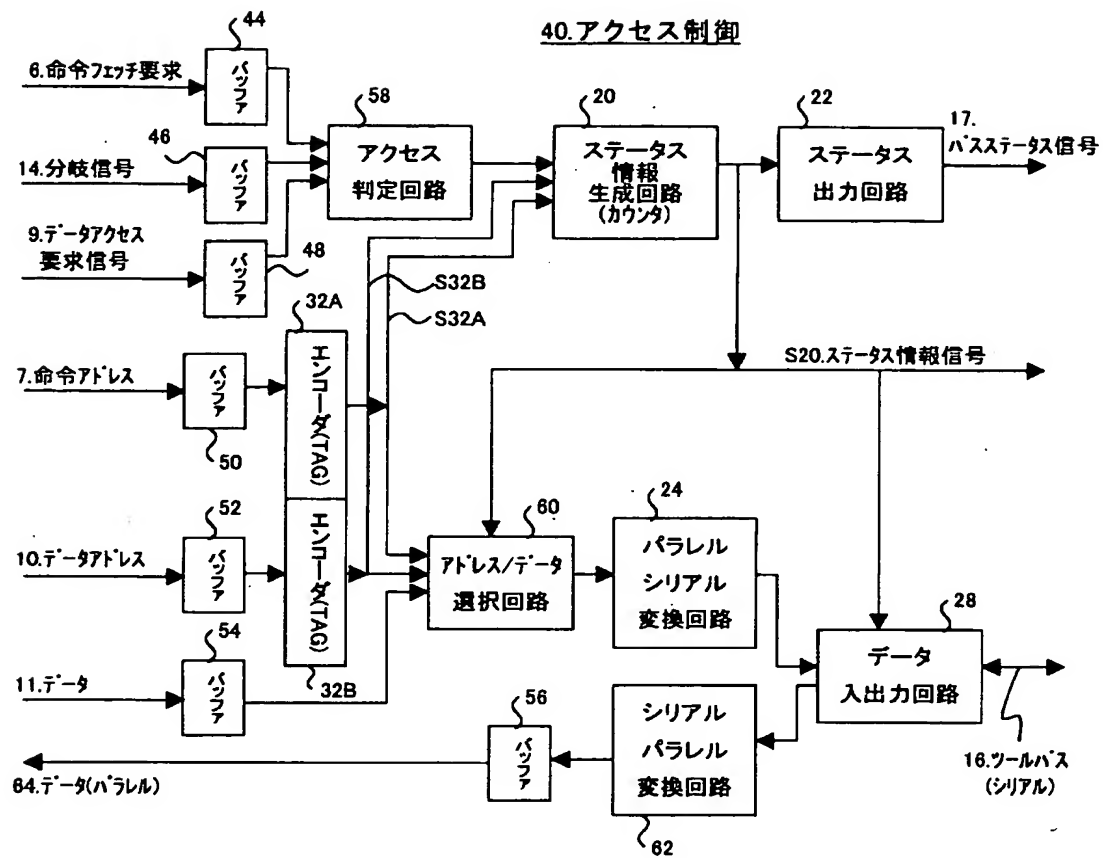 40.アクセス制御
44
6.命令フェッチ要求
バッファ
46
14.分岐信号
バッファ
9.データアクセス
要求信号
バッファ
48
58
アクセス
判定回路
20
ステータス
情報
生成回路
(カウンタ)
22
ステータス
出力回路
17.
バスステータス信号
S32B
S32A
32A
エンコーダ(TAG)
7.命令アドレス
バッファ
50
S20.ステータス情報信号
52
10.データアドレス
バッファ
エンコーダ(TAG)
32B
60
アドレス/データ
選択回路
24
パラレル
シリアル
変換回路
28
データ
入出力回路
54
11.データ
バッファ
56
バッファ
シリアル
パラレル
変換回路
62
16.ツールバス
(シリアル)
64.データ(パラレル)